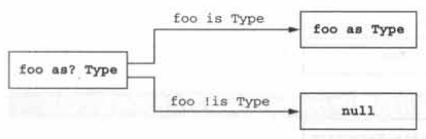 foo is Type
foo as Type
foo as? Type
foo !is Type
null